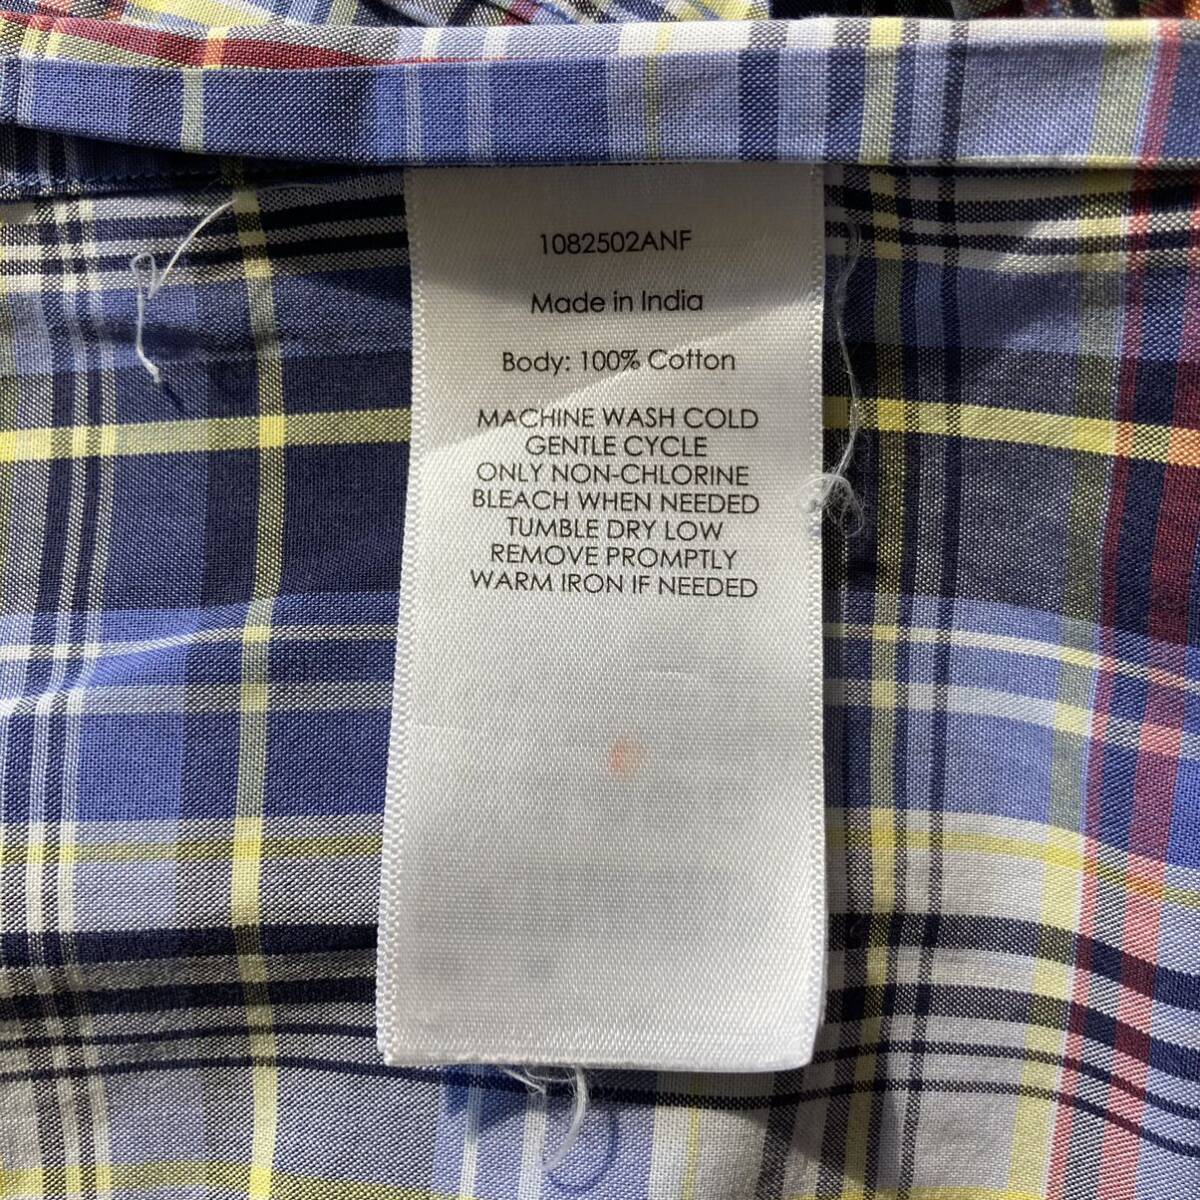 1082502ANF
Made in India
Body: 100% Cotton
MACHINE WASH COLD
GENTLE CYCLE
ONLY NON-CHLORINE
BLEACH WHEN NEEDED
TUMBLE DRY LOW
REMOVE PROMPTLY
WARM IRON IF NEEDED